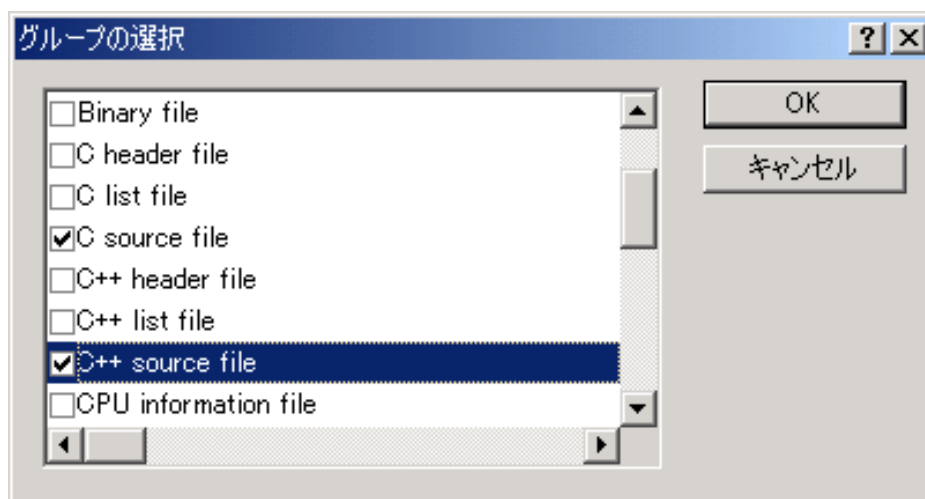 グループの選択
Binary file
C header file
C list file
C source file
C++ header file
C++ list file
C++ source file
CPU information file
OK
キャンセル